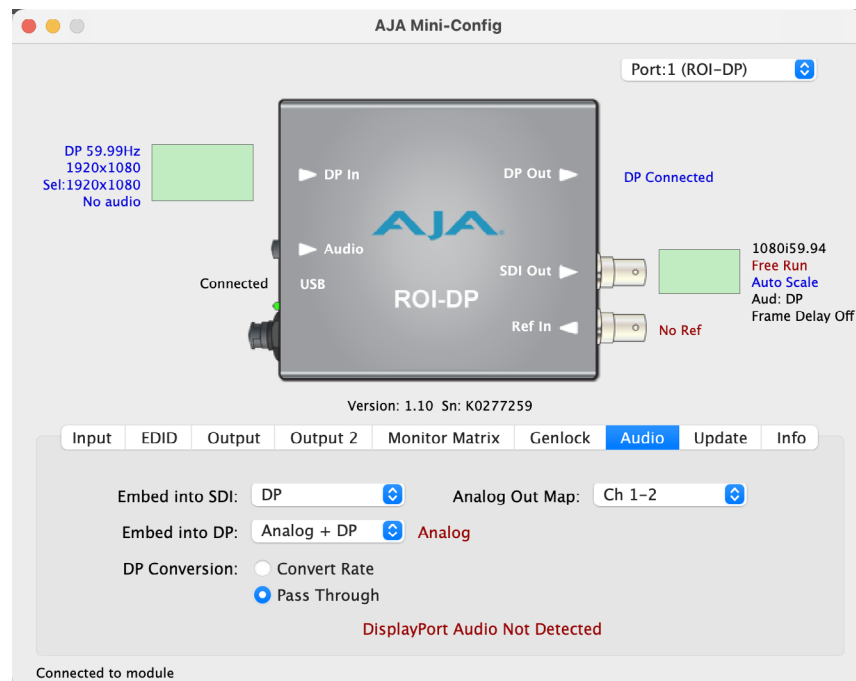 AJA Mini-Config
Port:1 (ROI-DP)
DP 59.99Hz
1920x1080
Sel:1920x1080
No audio
DP In
DP Out
DP Connected
AJA
Audio
Connected
USB
SDI Out
ROI-DP
Ref In
1080i59.94
Free Run
Auto Scale
Aud: DP
Frame Delay Off
No Ref
Version: 1.10 Sn: K0277259
Input EDID Output Output 2 Monitor Matrix Genlock Audio Update Info
Embed into SDI: DP Analog Out Map: Ch 1-2
Embed into DP: Analog + DP Analog
DP Conversion: Convert Rate
Pass Through
DisplayPort Audio Not Detected
Connected to module